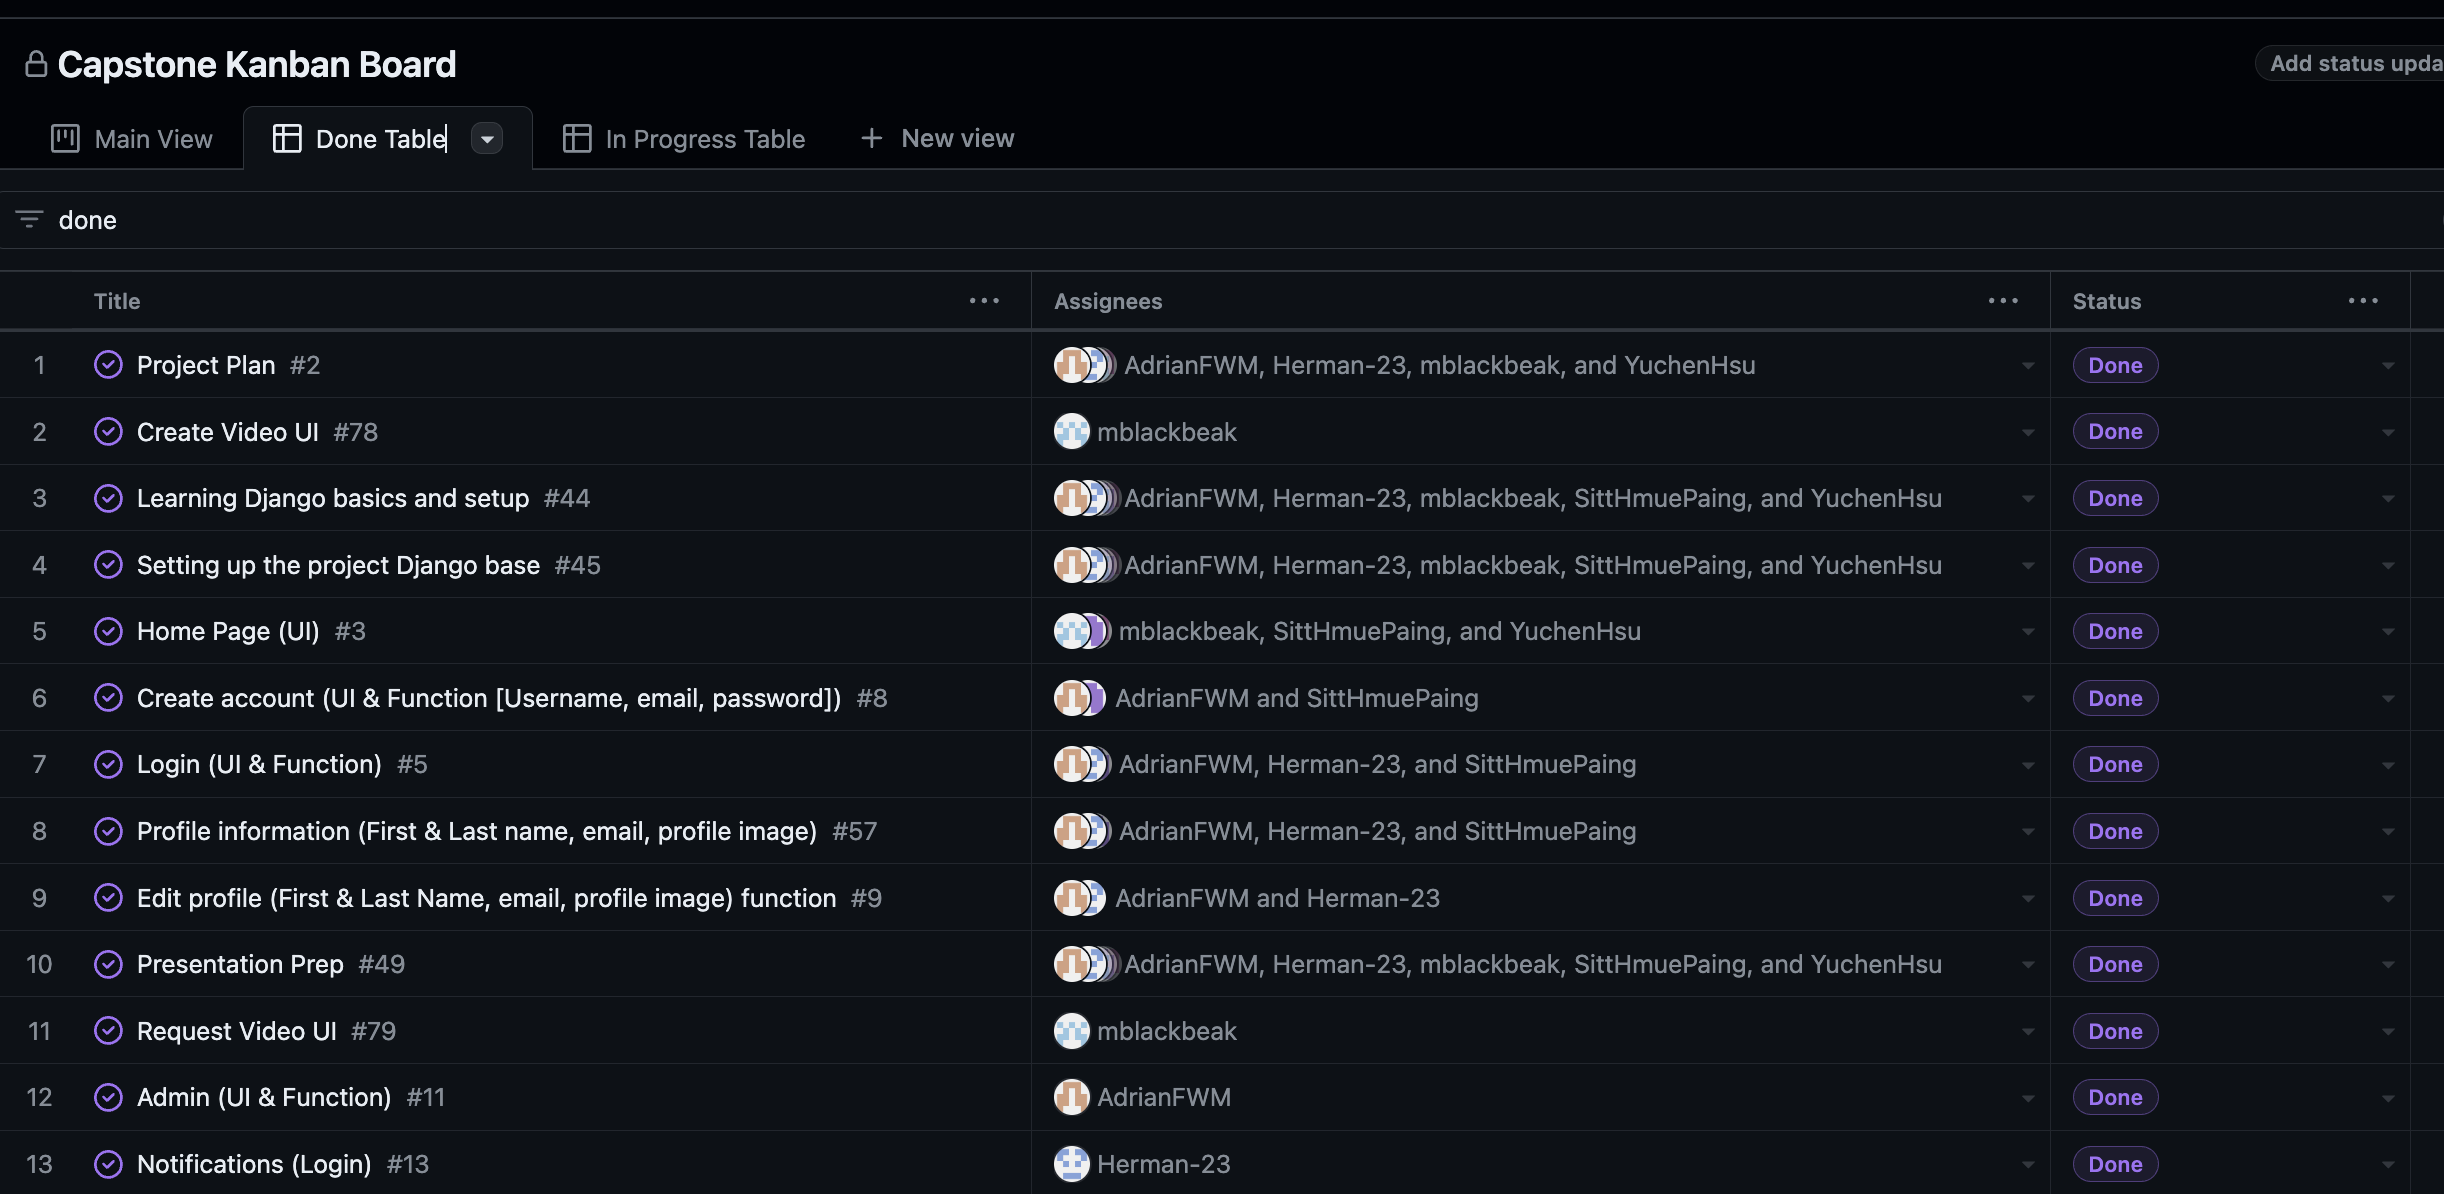 Capstone Kanban Board
Add status upda
Main View
Done Table
In Progress Table
New view
done
Title Assignees Status
1 Project Plan #2 AdrianFWM, Herman-23, mblackbeak, and YuchenHsu Done
2 Create Video UI #78 mblackbeak Done
3 Learning Django basics and setup #44 AdrianFWM, Herman-23, mblackbeak, SittHmuePaing, and YuchenHsu Done
4 Setting up the project Django base #45 AdrianFWM, Herman-23, mblackbeak, SittHmuePaing, and YuchenHsu Done
5 Home Page (UI) #3 mblackbeak, SittHmuePaing, and YuchenHsu Done
6 Create account (UI & Function [Username, email, password]) #8 AdrianFWM and SittHmuePaing Done
7 Login (UI & Function) #5 AdrianFWM, Herman-23, and SittHmuePaing Done
8 Profile information (First & Last name, email, profile image) #57 AdrianFWM, Herman-23, and SittHmuePaing Done
9 Edit profile (First & Last Name, email, profile image) function #9 AdrianFWM and Herman-23 Done
10 Presentation Prep #49 AdrianFWM, Herman-23, mblackbeak, SittHmuePaing, and YuchenHsu Done
11 Request Video UI #79 mblackbeak Done
12 Admin (UI & Function) #11 AdrianFWM Done
13 Notifications (Login) #13 Herman-23 Done